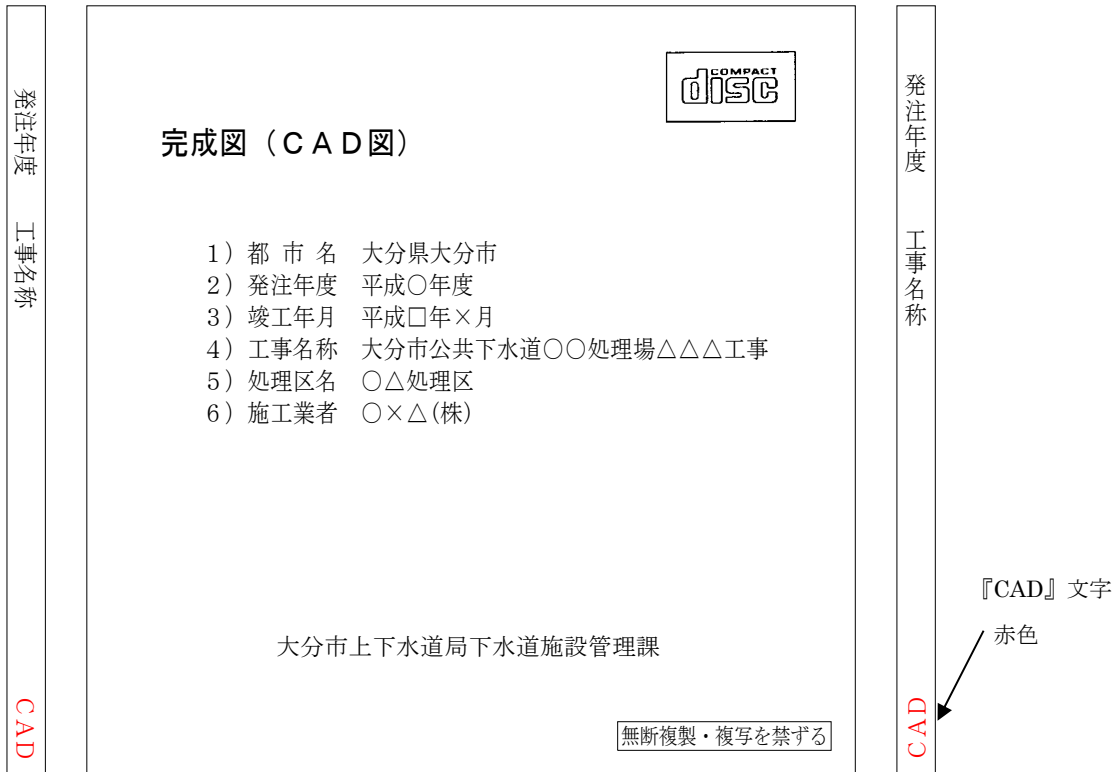 発注年度　工事名称
CAD
COMPACT
disc
完成図（ＣＡＤ図）
1）都 市 名　大分県大分市
2）発注年度　平成○年度
3）竣工年月　平成□年×月
4）工事名称　大分市公共下水道○○処理場△△△工事
5）処理区名　○△処理区
6）施工業者　○×△(株)
大分市上下水道局下水道施設管理課
無断複製・複写を禁ずる
発注年度　工事名称
CAD
『CAD』文字
赤色